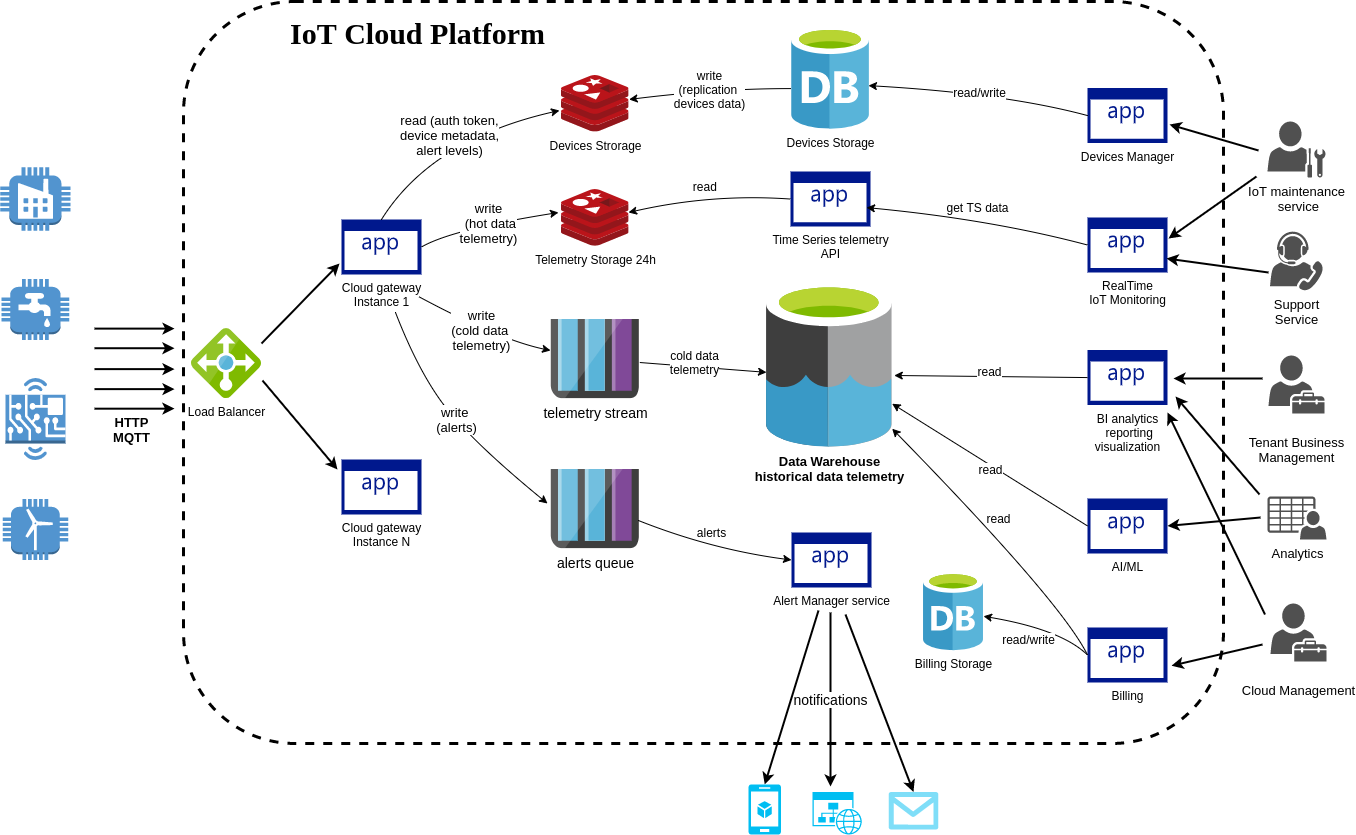 IoT Cloud Platform
write
(replication
devices data)
DB
read/write
app
Devices Strorage
Devices Storage
Devices Manager
read (auth token,
device metadata,
alert levels)
IoT maintenance
service
app
read
write
(hot data
telemetry)
app
Time Series telemetry
API
get TS data
app
Telemetry Storage 24h
Cloud gateway
Instance 1
RealTime
IoT Monitoring
Support
Service
write
(cold data
telemetry)
cold data
telemetry
read
app
Load Balancer
HTTP
MQTT
telemetry stream
write
(alerts)
BI analytics
reporting
visualization
Tenant Business
Management
Data Warehouse
historical data telemetry
read
app
Cloud gateway
Instance N
alerts queue
alerts
app
read
app
AI/ML
Analytics
Alert Manager service
DB
read/write
Billing Storage
app
Billing
Cloud Management
notifications